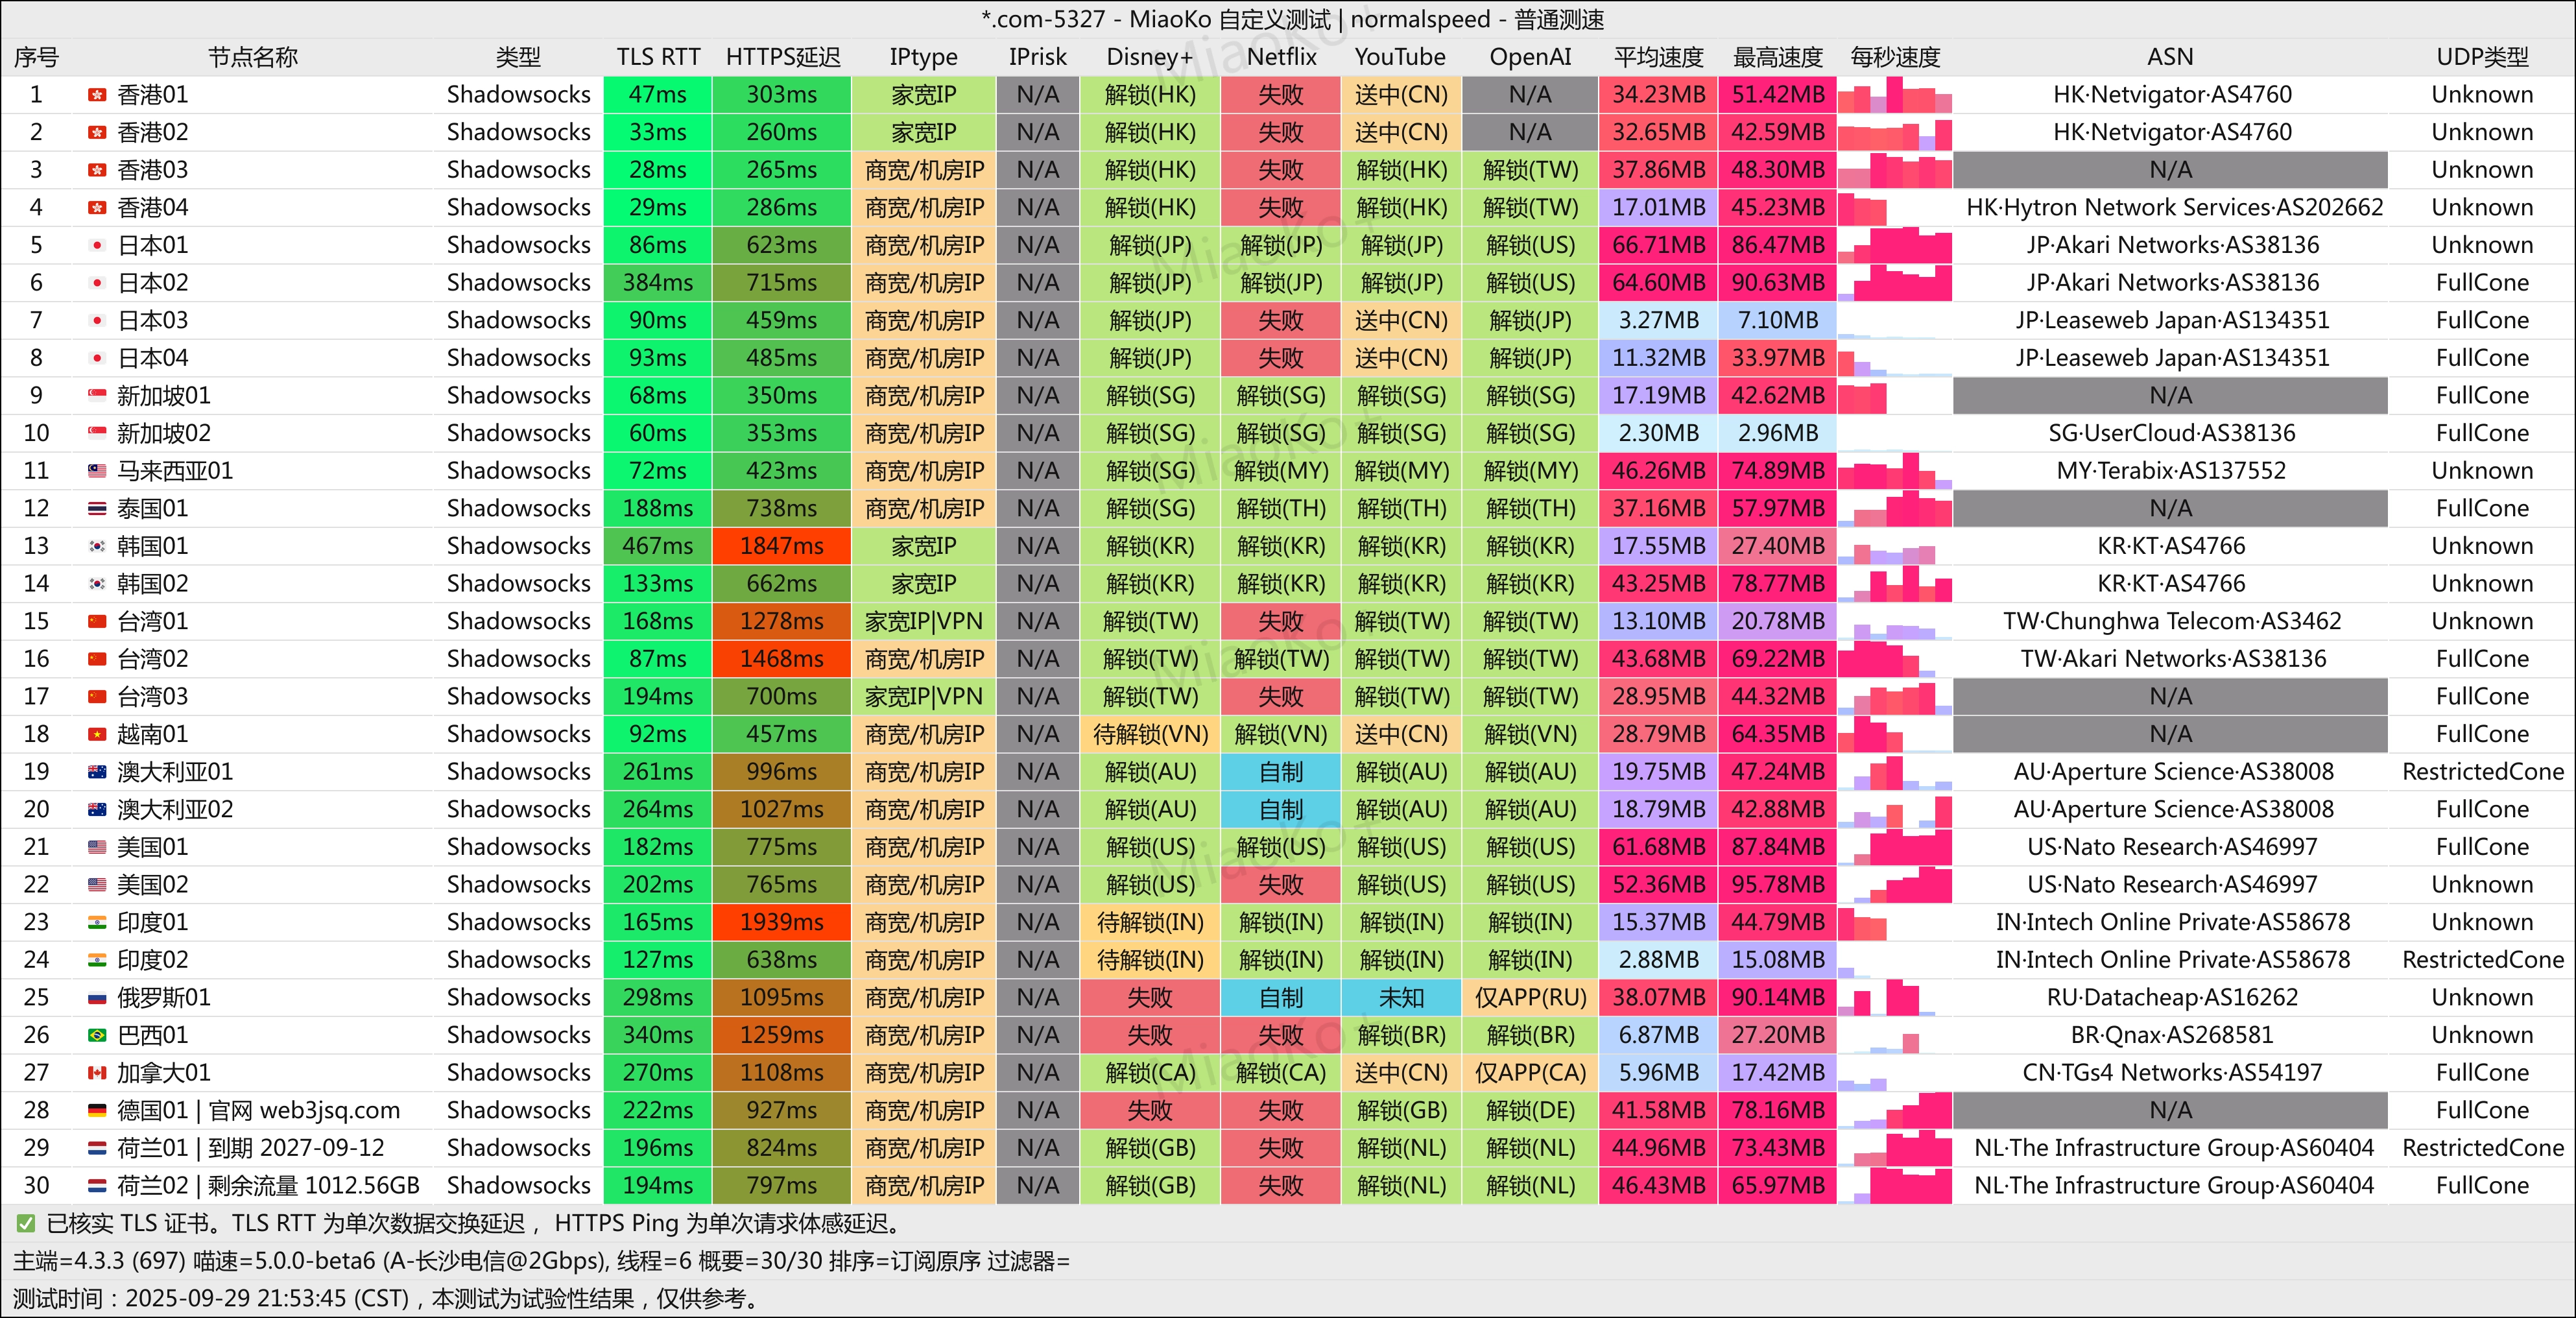 *.com-5327 - MiaoKo 自定义测试 | normalspeed - 普通测速
序号 节点名称 类型 TLS RTT HTTPS延迟 IPtype IPrisk Disney+ Netflix YouTube OpenAI 平均速度 最高速度 每秒速度 ASN UDP类型
1 香港01 Shadowsocks 47ms 303ms 家宽IP N/A 解锁(HK) 失败 送中(CN) N/A 34.23MB 51.42MB HK·Netvigator·AS4760 Unknown
2 香港02 Shadowsocks 33ms 260ms 家宽IP N/A 解锁(HK) 失败 送中(CN) N/A 32.65MB 42.59MB HK·Netvigator·AS4760 Unknown
3 香港03 Shadowsocks 28ms 265ms 商宽/机房IP N/A 解锁(HK) 失败 解锁(HK) 解锁(TW) 37.86MB 48.30MB N/A Unknown
4 香港04 Shadowsocks 29ms 286ms 商宽/机房IP N/A 解锁(HK) 失败 解锁(HK) 解锁(TW) 17.01MB 45.23MB HK·Hytron Network Services·AS202662 Unknown
5 日本01 Shadowsocks 86ms 623ms 商宽/机房IP N/A 解锁(JP) 解锁(JP) 解锁(JP) 解锁(US) 66.71MB 86.47MB JP·Akari Networks·AS38136 Unknown
6 日本02 Shadowsocks 384ms 715ms 商宽/机房IP N/A 解锁(JP) 解锁(JP) 解锁(JP) 解锁(US) 64.60MB 90.63MB JP·Akari Networks·AS38136 FullCone
7 日本03 Shadowsocks 90ms 459ms 商宽/机房IP N/A 解锁(JP) 失败 送中(CN) 解锁(JP) 3.27MB 7.10MB JP·Leaseweb Japan·AS134351 FullCone
8 日本04 Shadowsocks 93ms 485ms 商宽/机房IP N/A 解锁(JP) 失败 送中(CN) 解锁(JP) 11.32MB 33.97MB JP·Leaseweb Japan·AS134351 FullCone
9 新加坡01 Shadowsocks 68ms 350ms 商宽/机房IP N/A 解锁(SG) 解锁(SG) 解锁(SG) 解锁(SG) 17.19MB 42.62MB N/A FullCone
10 新加坡02 Shadowsocks 60ms 353ms 商宽/机房IP N/A 解锁(SG) 解锁(SG) 解锁(SG) 解锁(SG) 2.30MB 2.96MB SG·UserCloud·AS38136 FullCone
11 马来西亚01 Shadowsocks 72ms 423ms 商宽/机房IP N/A 解锁(SG) 解锁(MY) 解锁(MY) 解锁(MY) 46.26MB 74.89MB MY·Terabix·AS137552 Unknown
12 泰国01 Shadowsocks 188ms 738ms 商宽/机房IP N/A 解锁(SG) 解锁(TH) 解锁(TH) 解锁(TH) 37.16MB 57.97MB N/A FullCone
13 韩国01 Shadowsocks 467ms 1847ms 家宽IP N/A 解锁(KR) 解锁(KR) 解锁(KR) 解锁(KR) 17.55MB 27.40MB KR·KT·AS4766 Unknown
14 韩国02 Shadowsocks 133ms 662ms 家宽IP N/A 解锁(KR) 解锁(KR) 解锁(KR) 解锁(KR) 43.25MB 78.77MB KR·KT·AS4766 Unknown
15 台湾01 Shadowsocks 168ms 1278ms 家宽IP|VPN N/A 解锁(TW) 失败 解锁(TW) 解锁(TW) 13.10MB 20.78MB TW·Chunghwa Telecom·AS3462 Unknown
16 台湾02 Shadowsocks 87ms 1468ms 商宽/机房IP N/A 解锁(TW) 解锁(TW) 解锁(TW) 解锁(TW) 43.68MB 69.22MB TW·Akari Networks·AS38136 FullCone
17 台湾03 Shadowsocks 194ms 700ms 家宽IP|VPN N/A 解锁(TW) 失败 解锁(TW) 解锁(TW) 28.95MB 44.32MB N/A FullCone
18 越南01 Shadowsocks 92ms 457ms 商宽/机房IP N/A 待解锁(VN) 解锁(VN) 送中(CN) 解锁(VN) 28.79MB 64.35MB N/A FullCone
19 澳大利亚01 Shadowsocks 261ms 996ms 商宽/机房IP N/A 解锁(AU) 自制 解锁(AU) 解锁(AU) 19.75MB 47.24MB AU·Aperture Science·AS38008 RestrictedCone
20 澳大利亚02 Shadowsocks 264ms 1027ms 商宽/机房IP N/A 解锁(AU) 自制 解锁(AU) 解锁(AU) 18.79MB 42.88MB AU·Aperture Science·AS38008 FullCone
21 美国01 Shadowsocks 182ms 775ms 商宽/机房IP N/A 解锁(US) 解锁(US) 解锁(US) 解锁(US) 61.68MB 87.84MB US·Nato Research·AS46997 FullCone
22 美国02 Shadowsocks 202ms 765ms 商宽/机房IP N/A 解锁(US) 失败 解锁(US) 解锁(US) 52.36MB 95.78MB US·Nato Research·AS46997 Unknown
23 印度01 Shadowsocks 165ms 1939ms 商宽/机房IP N/A 待解锁(IN) 解锁(IN) 解锁(IN) 解锁(IN) 15.37MB 44.79MB IN·Intech Online Private·AS58678 Unknown
24 印度02 Shadowsocks 127ms 638ms 商宽/机房IP N/A 待解锁(IN) 解锁(IN) 解锁(IN) 解锁(IN) 2.88MB 15.08MB IN·Intech Online Private·AS58678 RestrictedCone
25 俄罗斯01 Shadowsocks 298ms 1095ms 商宽/机房IP N/A 失败 自制 未知 仅APP(RU) 38.07MB 90.14MB RU·Datacheap·AS16262 Unknown
26 巴西01 Shadowsocks 340ms 1259ms 商宽/机房IP N/A 失败 失败 解锁(BR) 解锁(BR) 6.87MB 27.20MB BR·Qnax·AS268581 Unknown
27 加拿大01 Shadowsocks 270ms 1108ms 商宽/机房IP N/A 解锁(CA) 解锁(CA) 送中(CN) 仅APP(CA) 5.96MB 17.42MB CN·TGs4 Networks·AS54197 FullCone
28 德国01 | 官网 web3jsq.com Shadowsocks 222ms 927ms 商宽/机房IP N/A 失败 失败 解锁(GB) 解锁(DE) 41.58MB 78.16MB N/A FullCone
29 荷兰01 | 到期 2027-09-12 Shadowsocks 196ms 824ms 商宽/机房IP N/A 解锁(GB) 失败 解锁(NL) 解锁(NL) 44.96MB 73.43MB NL·The Infrastructure Group·AS60404 RestrictedCone
30 荷兰02 | 剩余流量 1012.56GB Shadowsocks 194ms 797ms 商宽/机房IP N/A 解锁(GB) 失败 解锁(NL) 解锁(NL) 46.43MB 65.97MB NL·The Infrastructure Group·AS60404 FullCone
✅ 已核实 TLS 证书。TLS RTT 为单次数据交换延迟， HTTPS Ping 为单次请求体感延迟。
主端=4.3.3 (697) 喵速=5.0.0-beta6 (A-长沙电信@2Gbps), 线程=6 概要=30/30 排序=订阅原序 过滤器=
测试时间：2025-09-29 21:53:45 (CST)，本测试为试验性结果，仅供参考。
MiaoKo+
MiaoKo+
MiaoKo+
MiaoKo+
MiaoKo+
MiaoKo+